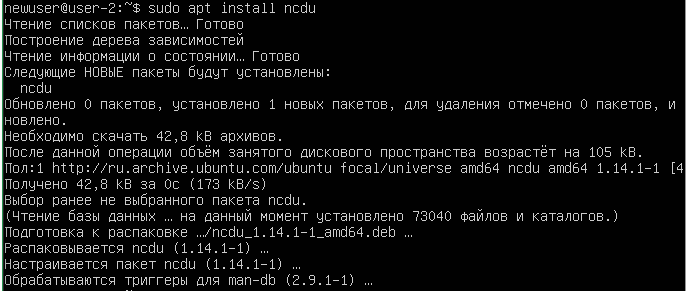 newuser@user-2:~$ sudo apt install ncdu
Чтение списков пакетов… Готово
Построение дерева зависимостей
Чтение информации о состоянии… Готово
Следующие НОВЫЕ пакеты будут установлены:
  ncdu
Обновлено 0 пакетов, установлено 1 новых пакетов, для удаления отмечено 0 пакетов, и
новлено.
Необходимо скачать 42,8 kB архивов.
После данной операции объём занятого дискового пространства возрастёт на 105 kB.
Пол:1 http://ru.archive.ubuntu.com/ubuntu focal/universe amd64 ncdu amd64 1.14.1-1 [4
Получено 42,8 kB за 0с (173 kB/s)
Выбор ранее не выбранного пакета ncdu.
(Чтение базы данных … на данный момент установлено 73040 файлов и каталогов.)
Подготовка к распаковке …/ncdu_1.14.1-1_amd64.deb …
Распаковывается ncdu (1.14.1-1) …
Настраивается пакет ncdu (1.14.1-1) …
Обрабатываются триггеры для man-db (2.9.1-1) …